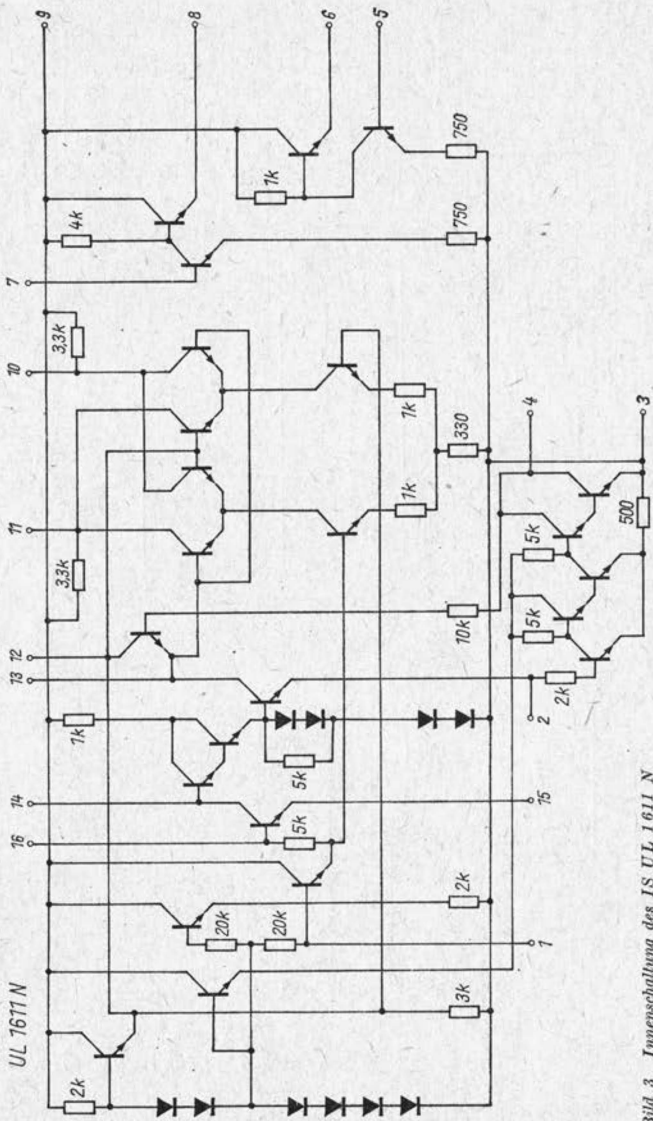 UL 1611 N
9
8
6
5
750
1k
4k
750
7
3,3k
10
1k
330
1k
4
3
11
3,3k
500
5k
5k
12
13
10k
2k
2
1k
5k
14
16
5k
15
20k
20k
2k
1
3k
2k
Bild 3 Innenschaltung des IS UL 1611 N